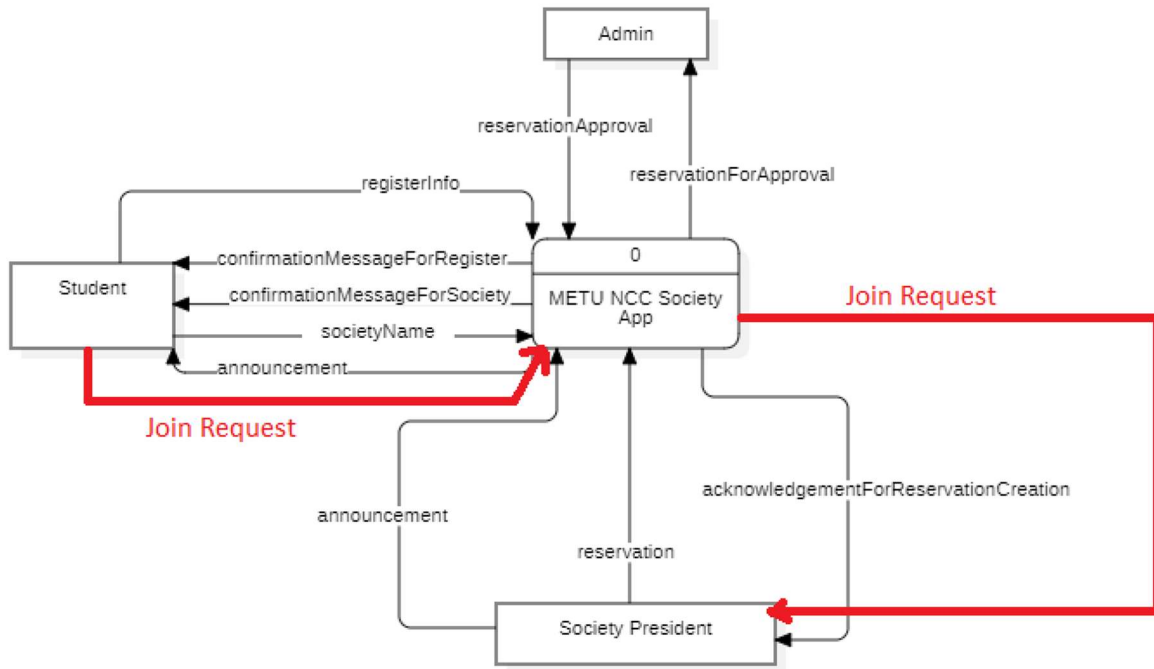 Admin
reservationApproval
reservationForApproval
registerInfo
confirmationMessageForRegister
0
Student
confirmationMessageForSociety
METU NCC Society
App
Join Request
societyName
announcement
Join Request
acknowledgementForReservationCreation
announcement
reservation
Society President